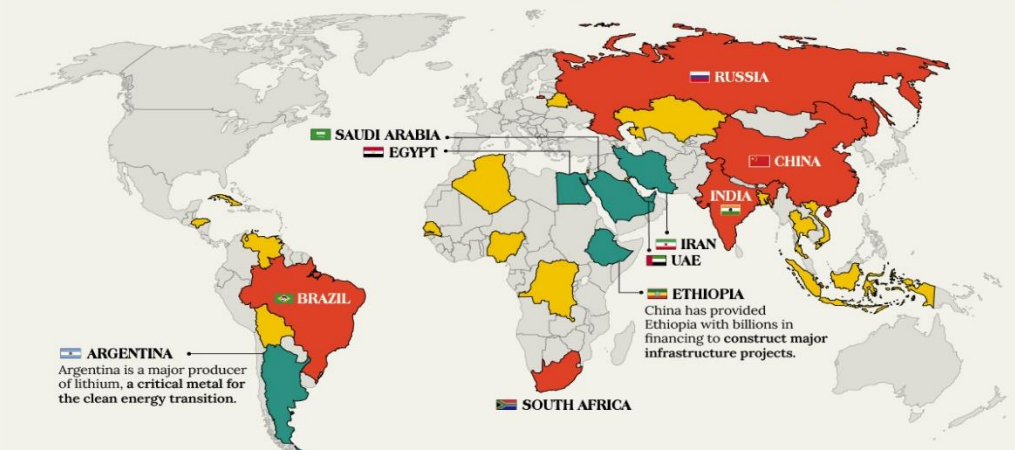 RUSSIA
SAUDI ARABIA
EGYPT
CHINA
INDIA
IRAN
UAE
BRAZIL
ETHIOPIA
China has provided
Ethiopia with billions in
financing to construct major
infrastructure projects.
ARGENTINA
Argentina is a major producer
of lithium, a critical metal for
the clean energy transition.
SOUTH AFRICA